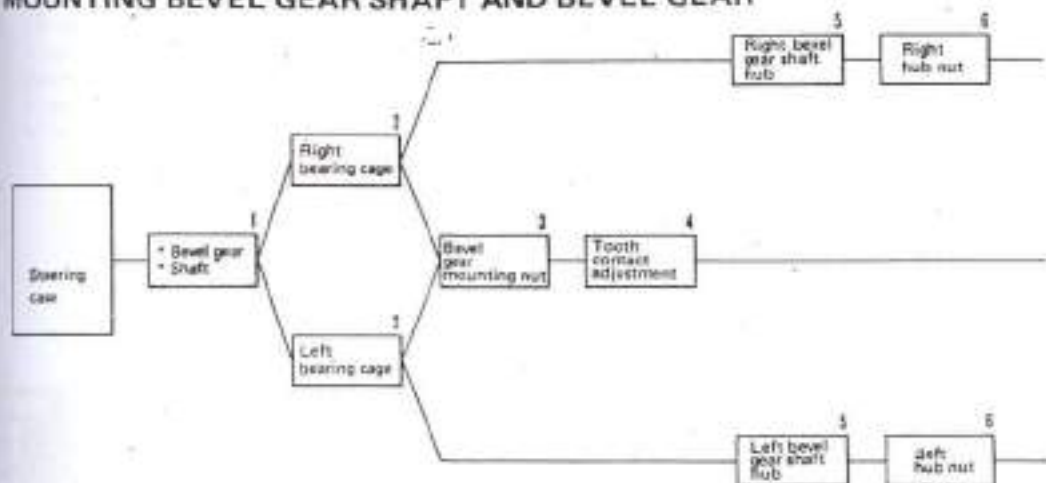 MOUNTING BEVEL GEAR SHAFT AND BEVEL GEAR
5
Right bevel
gear shaft
hub
6
Right
hub nut
2
Right
bearing cage
Steering
case
1
• Bevel gear
• Shaft
3
Bevel
gear
mounting nut
4
Tooth
contact
adjustment
2
Left
bearing cage
5
Left bevel
gear shaft
hub
6
Left
hub nut